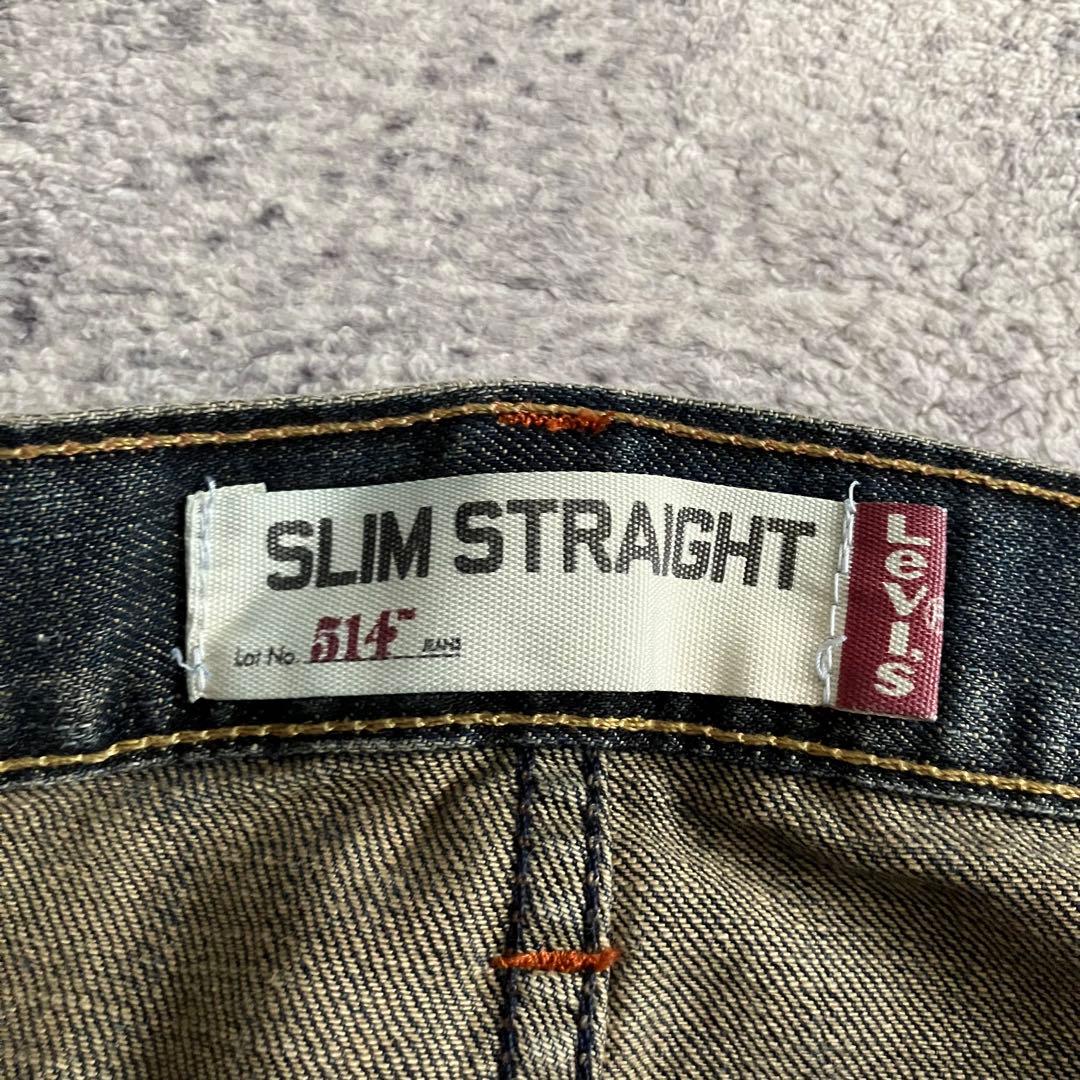 SLIM STRAIGHT
Lot No. 514™ JEANS
LEVI'S®